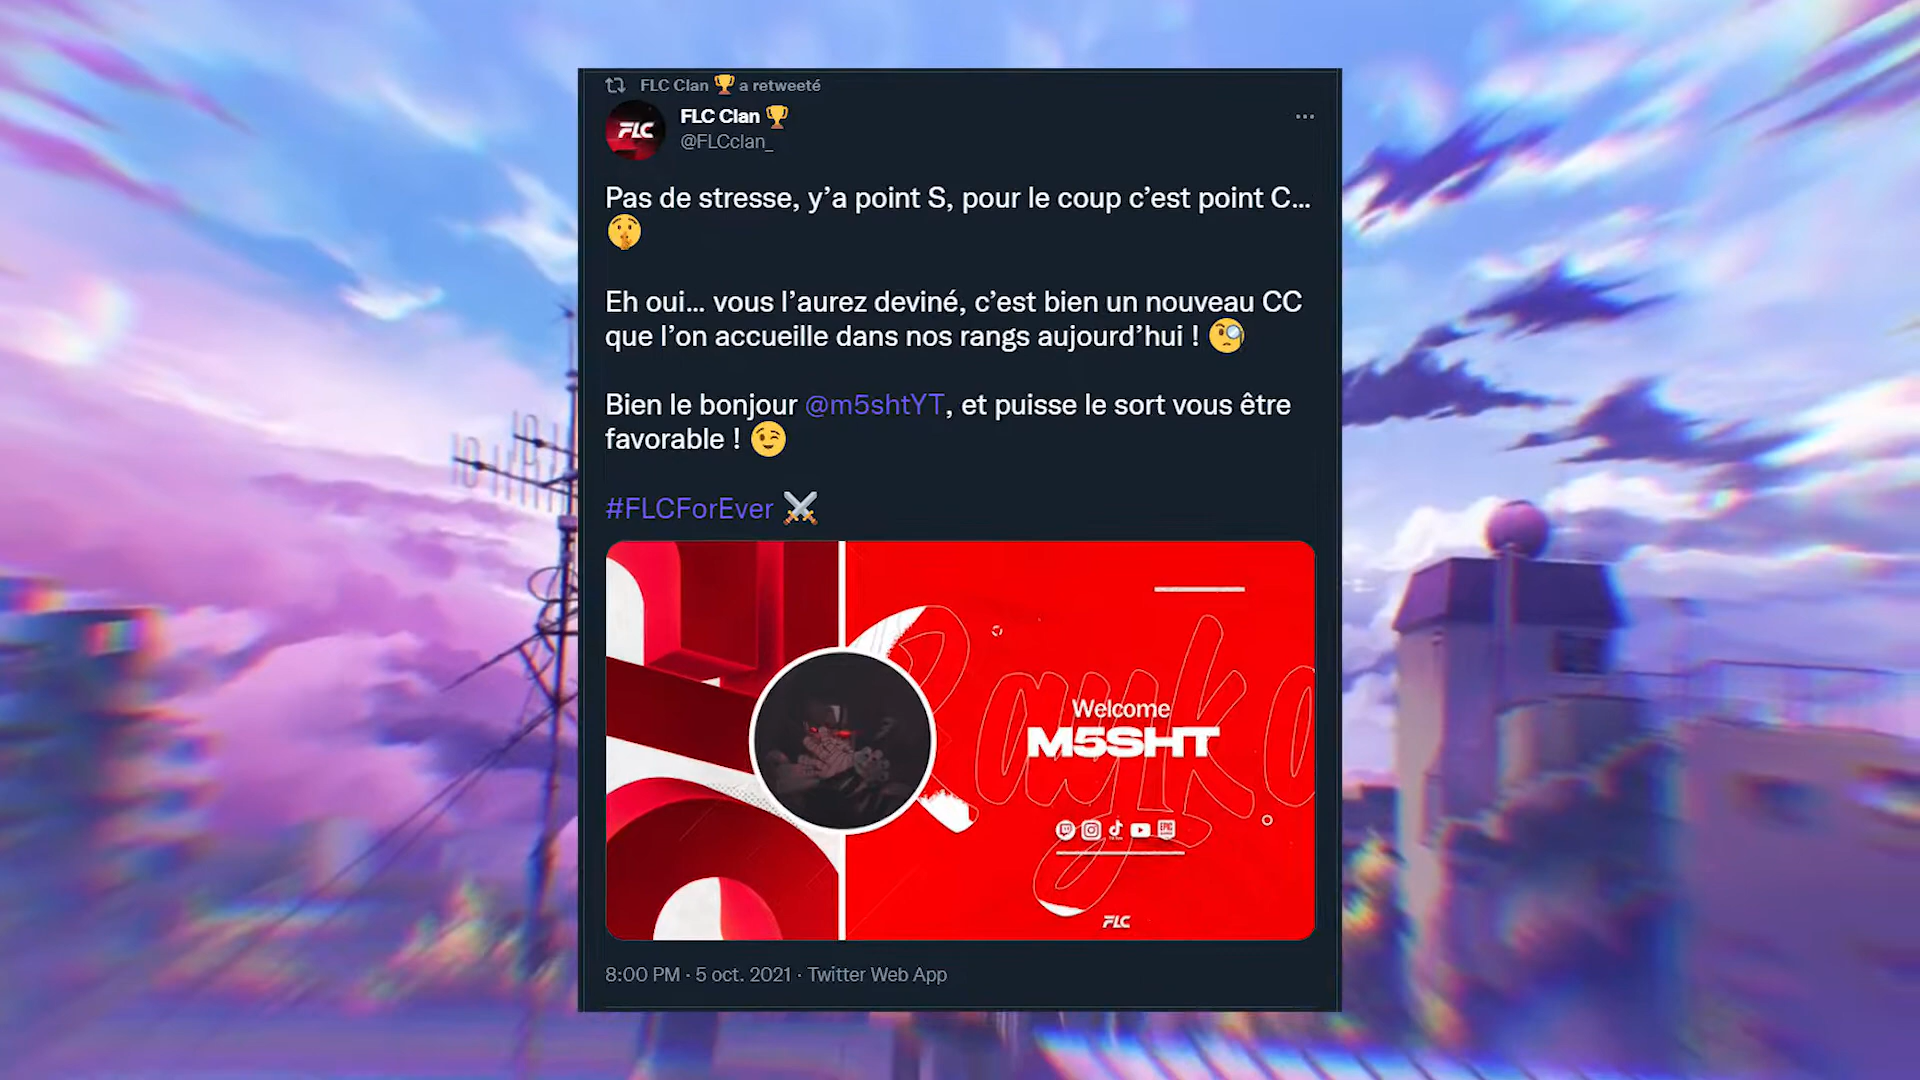 FLC Clan 🏆 a retweeté
FLC
FLC Clan 🏆
@FLCclan_
Pas de stresse, y’a point S, pour le coup c’est point C...
🤫
Eh oui... vous l’aurez deviné, c’est bien un nouveau CC
que l’on accueille dans nos rangs aujourd’hui ! 🧐
Bien le bonjour @m5shtYT, et puisse le sort vous être
favorable ! 😉
#FLCForEver ⚔️
Welcome
M5SHT
EPIC
FLC
8:00 PM · 5 oct. 2021 · Twitter Web App